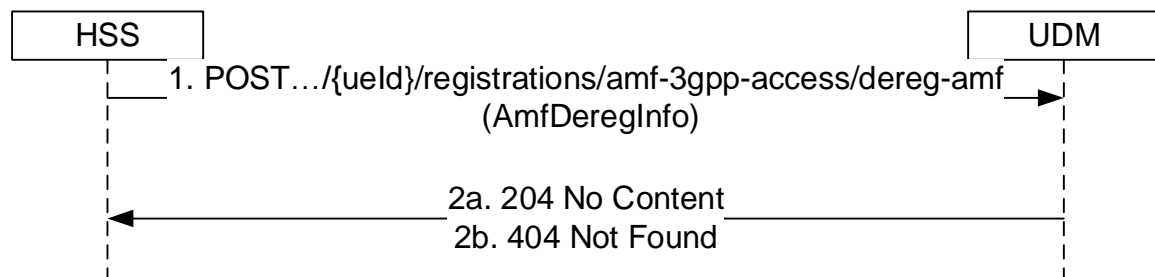 HSS
UDM
1. POST…/{ueId}/registrations/amf-3gpp-access/dereg-amf
(AmfDeregInfo)
2a. 204 No Content
2b. 404 Not Found